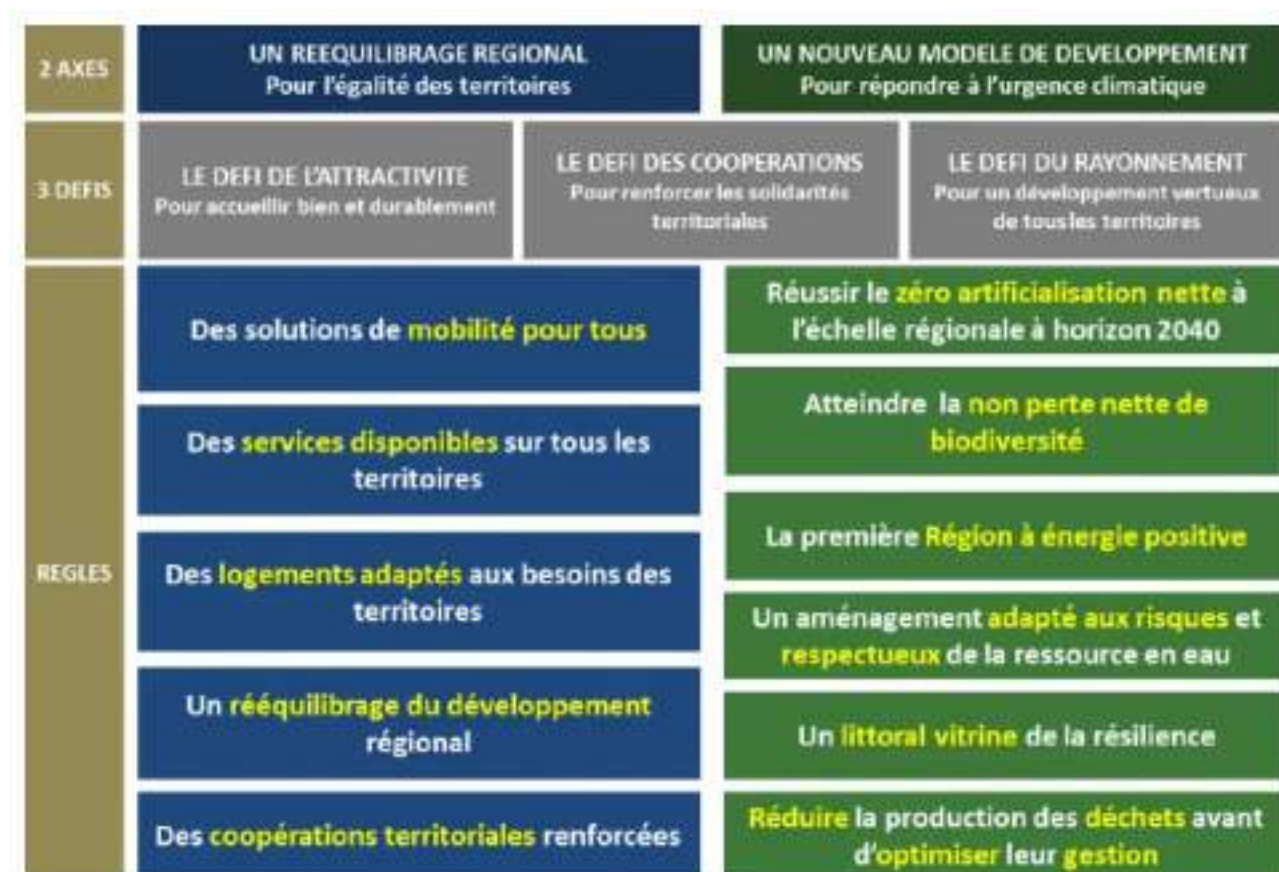 2 AXES
UN REEQUILIBRAGE REGIONAL
Pour l'égalité des territoires
UN NOUVEAU MODELE DE DEVELOPPEMENT
Pour répondre à l'urgence climatique
3 DEFIS
LE DEFI DE L'ATTRACTIVITE
Pour accueillir bien et durablement
LE DEFI DES COOPERATIONS
Pour renforcer les solidarités
territoriales
LE DEFI DU RAYONNEMENT
Pour un développement vertueux
de tous les territoires
REGLES
Des solutions de mobilité pour tous
Des services disponibles sur tous les
territoires
Des logements adaptés aux besoins des
territoires
Un rééquilibrage du développement
régional
Des coopérations territoriales renforcées
Réussir le zéro artificialisation nette à
l'échelle régionale à horizon 2040
Atteindre la non perte nette de
biodiversité
La première Région à énergie positive
Un aménagement adapté aux risques et
respectueux de la ressource en eau
Un littoral vitrine de la résilience
Réduire la production des déchets avant
d'optimiser leur gestion